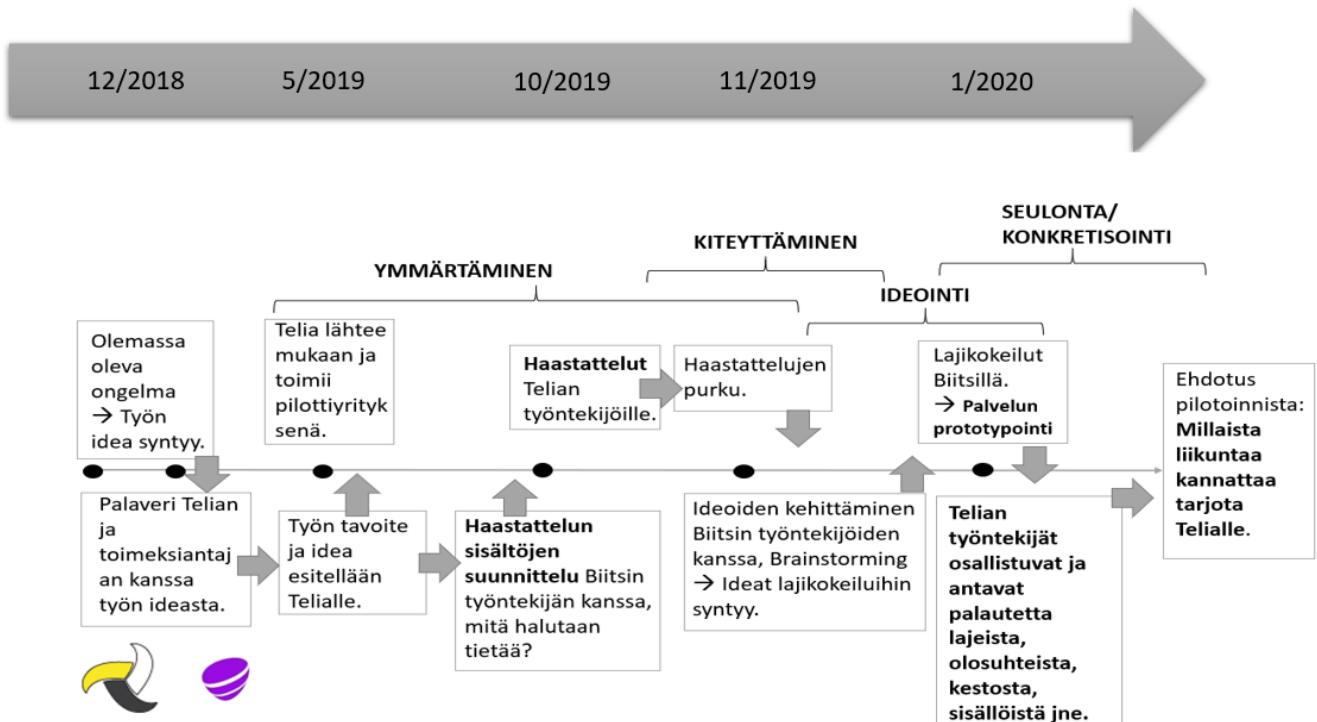 12/2018
5/2019
10/2019
11/2019
1/2020
YMMÄRTÄMINEN
KITEYTTÄMINEN
IDEOINTI
SEULONTA/
KONKRETISOINTI
Olemassa
oleva
ongelma
→ Työn
idea syntyy.
Palaveri Telian
ja
toimeksiantaj
an kanssa
työn ideasta.
Telia lähtee
mukaan ja
toimii
pilottiyrityk
senä.
Työn tavoite
ja idea
esitellään
Telialle.
Haastattelun
sisältöjen
suunnittelu Biitsin
työntekijän kanssa,
mitä halutaan
tietää?
Haastattelut
Telian
työntekijöille.
Haastattelujen
purku.
Ideoiden kehittäminen
Biitsin työntekijöiden
kanssa, Brainstorming
→ Ideat lajikokeiluihin
syntyy.
Lajikokeilut
Biitsillä.
→ Palvelun
prototypointi
Telian
työntekijät
osallistuvat ja
antavat
palautetta
lajeista,
olosuhteista,
kestosta,
sisällöistä jne.
Ehdotus
pilotoinnista:
Millaista
liikuntaa
kannattaa
tarjota
Telialle.